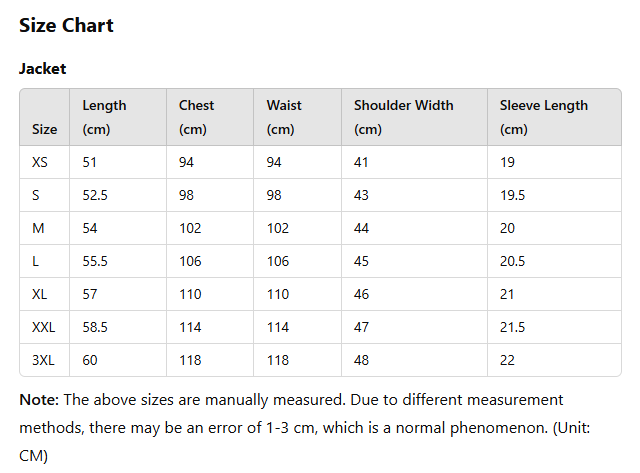 Size Chart
Jacket
Size Length (cm) Chest (cm) Waist (cm) Shoulder Width (cm) Sleeve Length (cm)
XS 51 94 94 41 19
S 52.5 98 98 43 19.5
M 54 102 102 44 20
L 55.5 106 106 45 20.5
XL 57 110 110 46 21
XXL 58.5 114 114 47 21.5
3XL 60 118 118 48 22
Note: The above sizes are manually measured. Due to different measurement
methods, there may be an error of 1-3 cm, which is a normal phenomenon. (Unit:
CM)